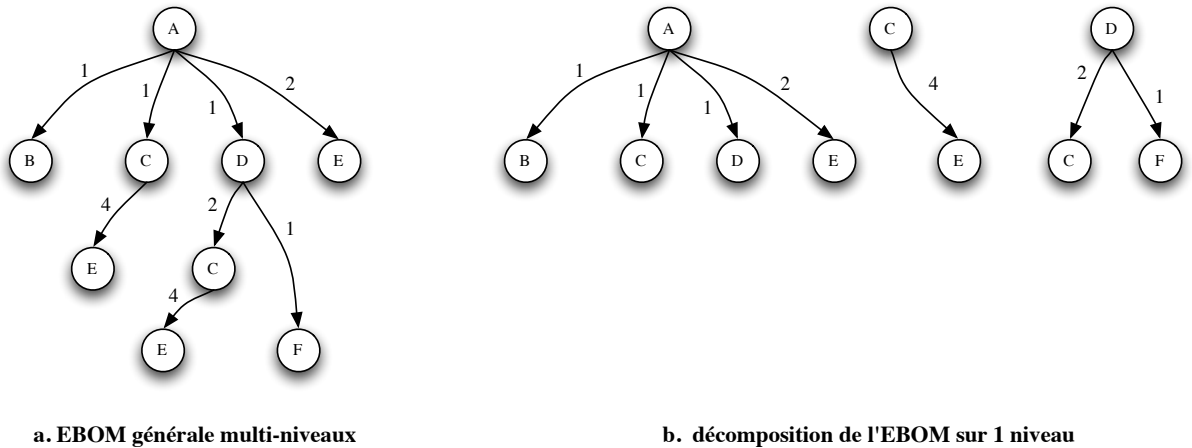 A A C D
1 1 1 2 1 1 1 2 4 2 1
B C D E B C D E E C F
4 2 1
E C
4
E F
a. EBOM générale multi-niveaux
b. décomposition de l'EBOM sur 1 niveau